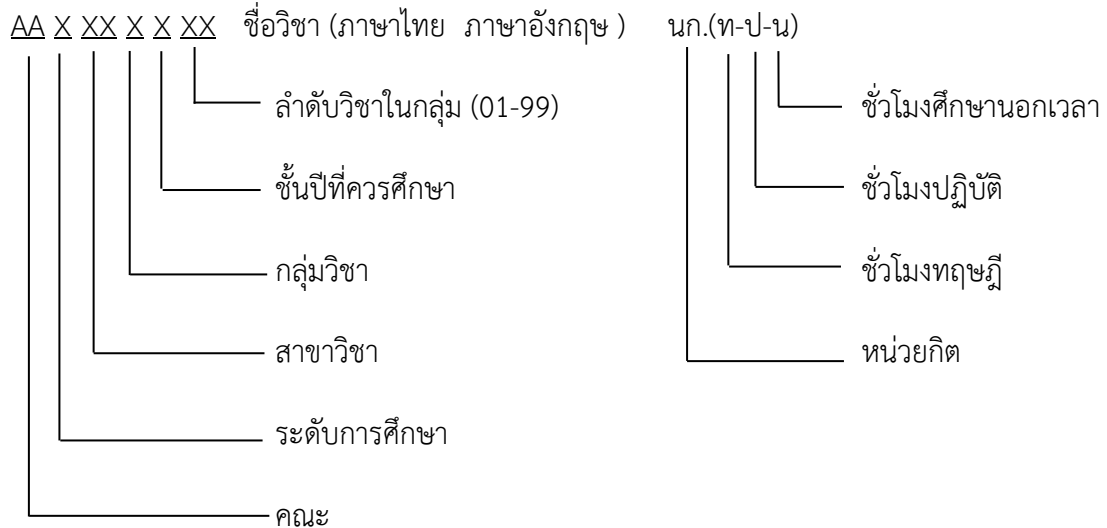 AA X XX X X XX ชื่อวิชา (ภาษาไทย ภาษาอังกฤษ ) นก.(ท-ป-น)
ลำดับวิชาในกลุ่ม (01-99) ชั่วโมงศึกษานอกเวลา
ชั้นปีที่ควรศึกษา ชั่วโมงปฏิบัติ
กลุ่มวิชา ชั่วโมงทฤษฎี
สาขาวิชา หน่วยกิต
ระดับการศึกษา
คณะ